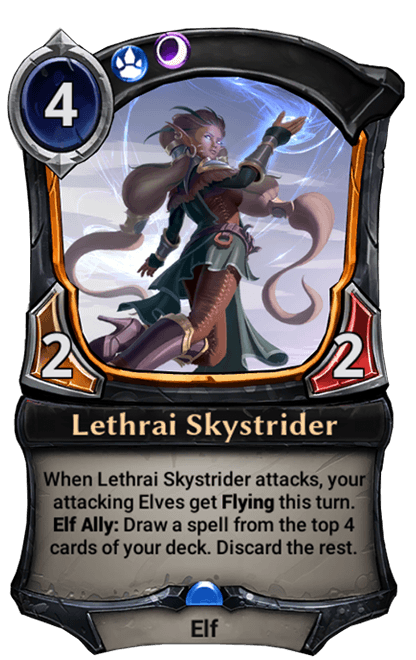 4
2
2
Lethrai Skystrider
When Lethrai Skystrider attacks, your
attacking Elves get Flying this turn.
Elf Ally: Draw a spell from the top 4
cards of your deck. Discard the rest.
Elf